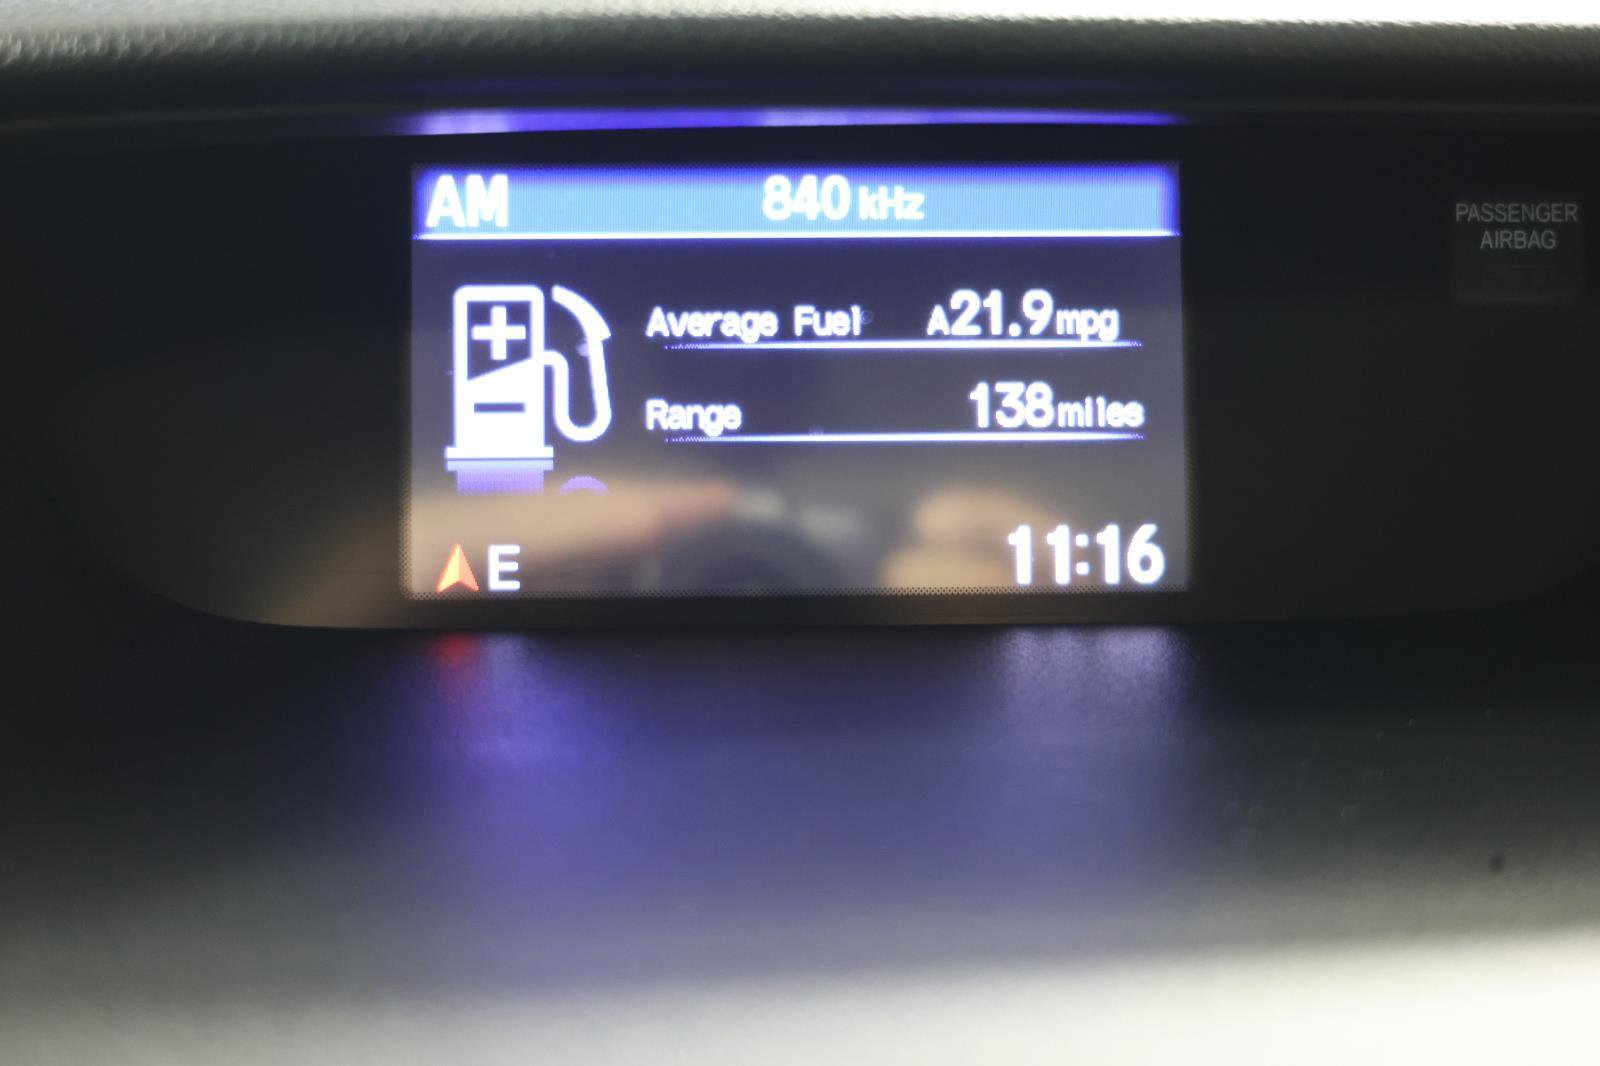 AM 840 kHz
PASSENGER
AIRBAG
Average Fuel A21.9mpg
Range 138miles
E 11:16